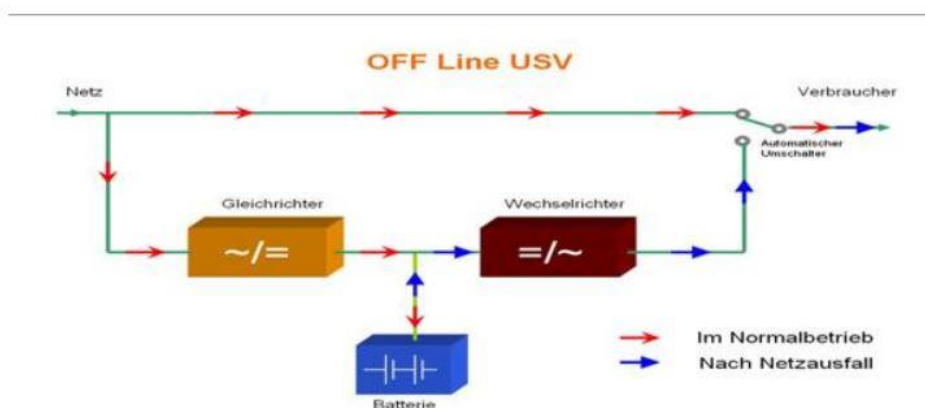 OFF Line USV
Netz
Verbraucher
Automatischer
Umschalter
Gleichrichter
Wechselrichter
~/=
=/~
Im Normalbetrieb
Nach Netzausfall
Batterie